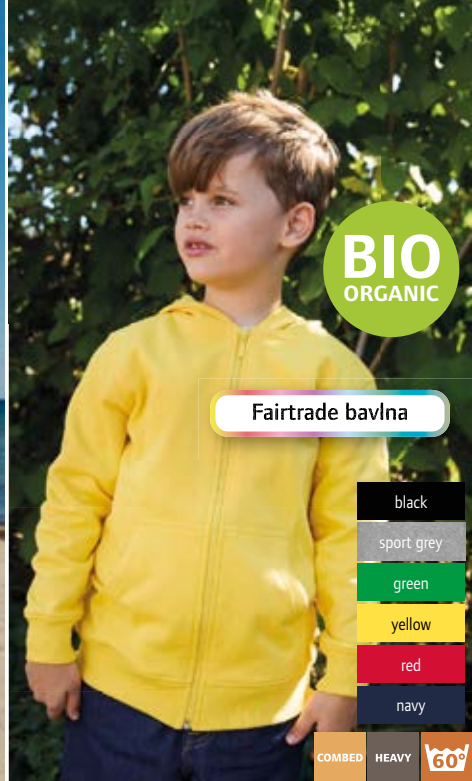 BIO
ORGANIC
Fairtrade bavlna
black
sport grey
green
yellow
red
navy
COMBED
HEAVY
60°